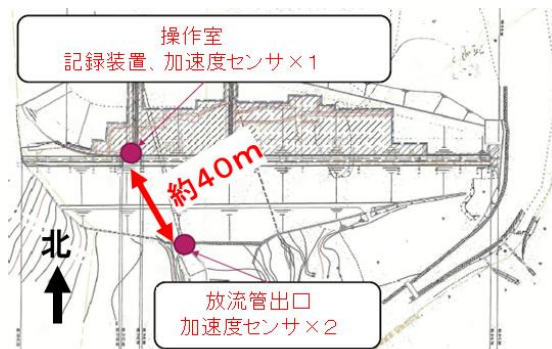 操作室
記録装置、加速度センサ×1
約40m
北
放流管出口
加速度センサ×2